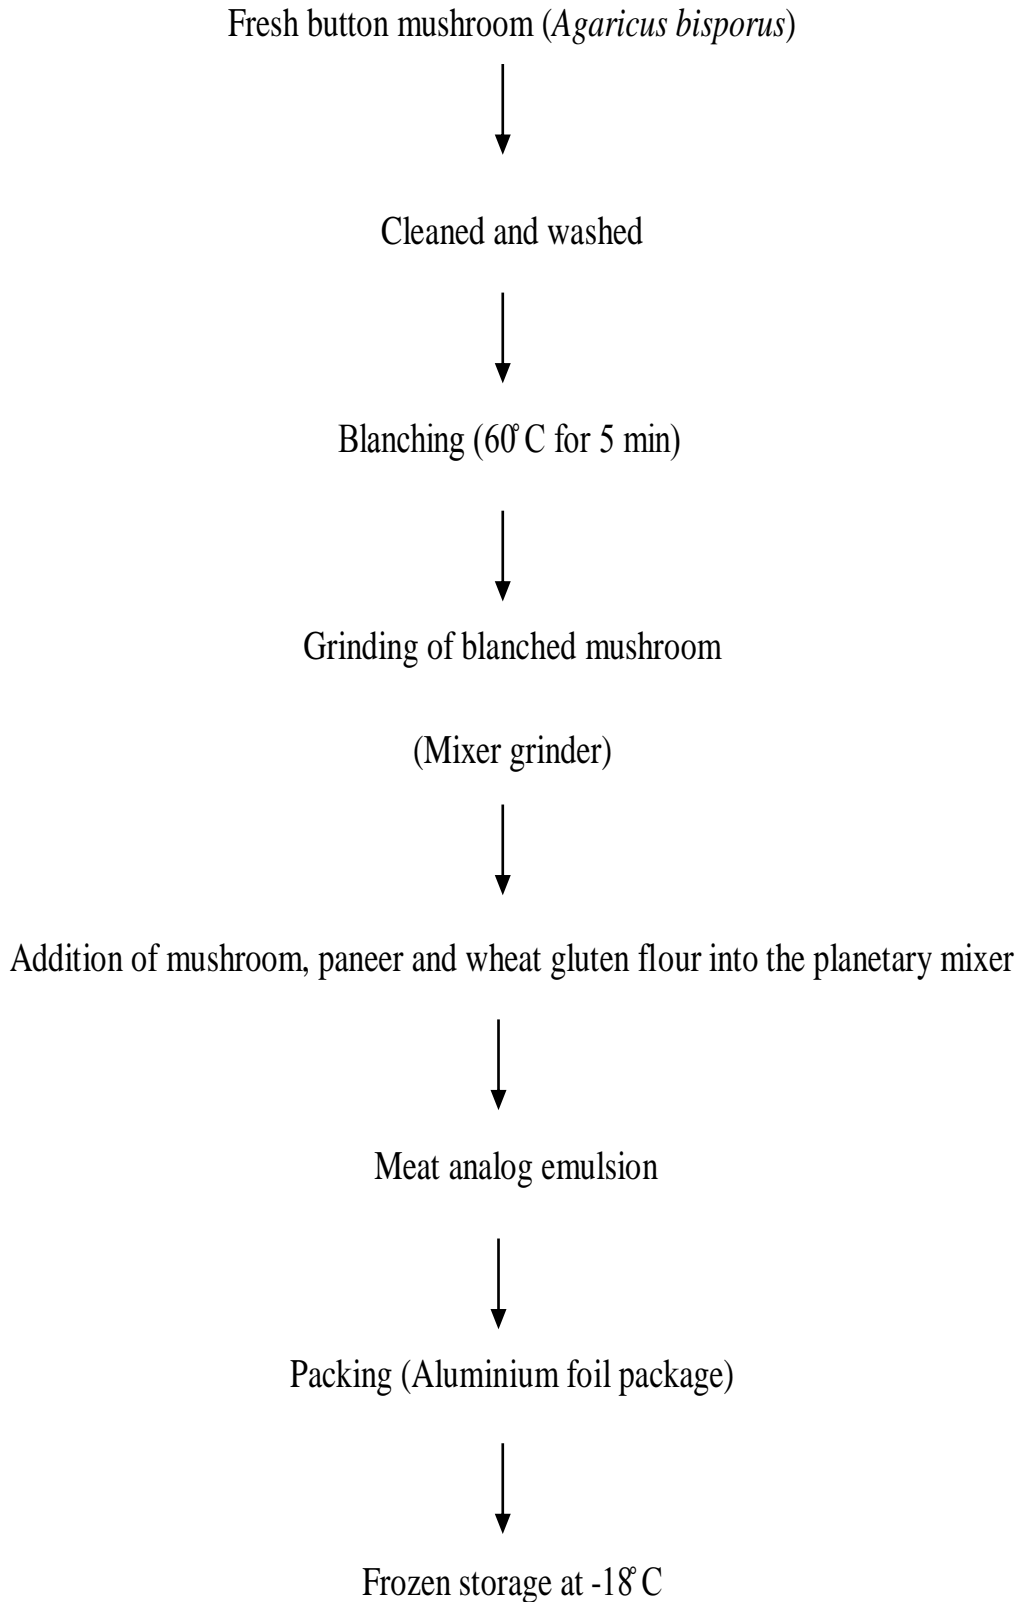 Fresh button mushroom (Agaricus bisporus)
Cleaned and washed
Blanching (60°C for 5 min)
Grinding of blanched mushroom
(Mixer grinder)
Addition of mushroom, paneer and wheat gluten flour into the planetary mixer
Meat analog emulsion
Packing (Aluminium foil package)
Frozen storage at -18°C